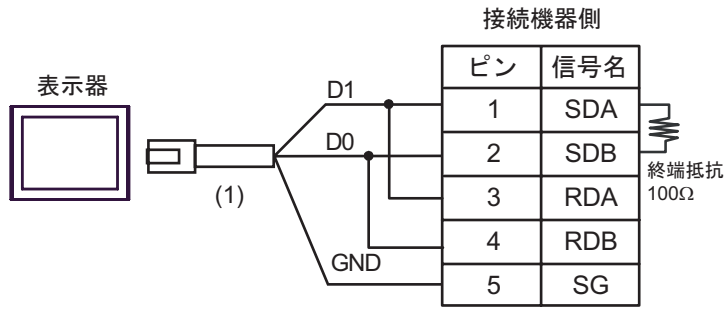 接続機器側
表示器
ピン 信号名
D1
1 SDA
D0
2 SDB
終端抵抗
100Ω
(1)
3 RDA
4 RDB
GND
5 SG